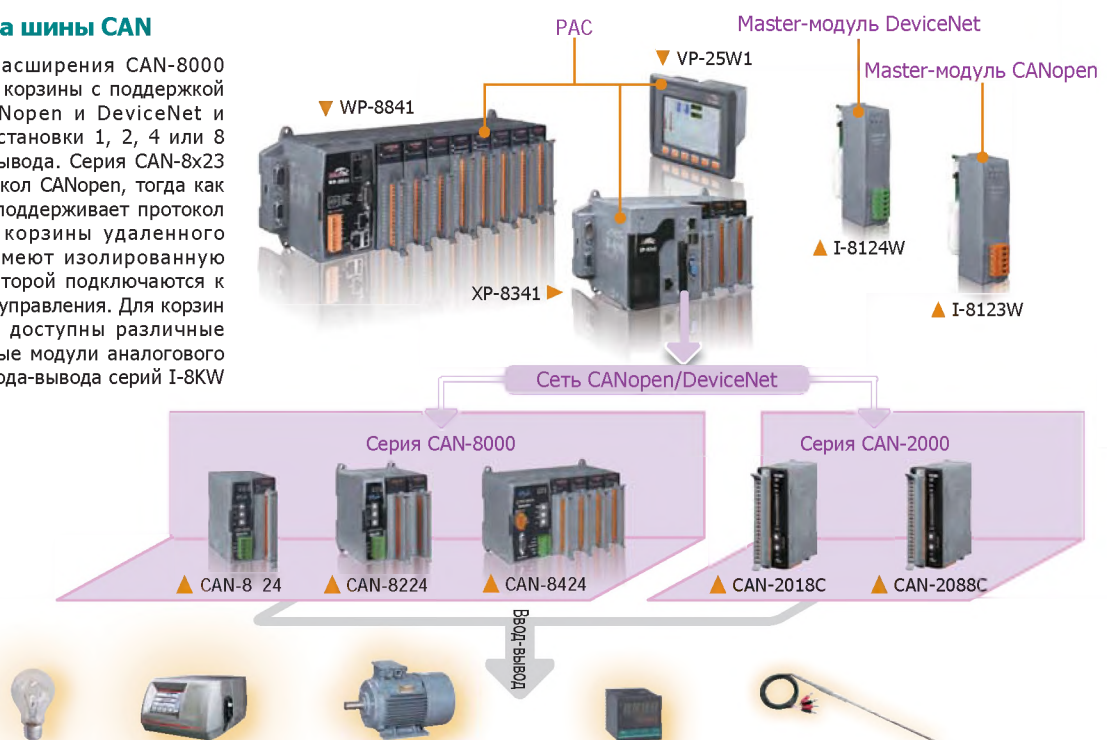 а шины CAN
асширения CAN-8000
корзины с поддержкой
Nopen и DeviceNet и
становки 1, 2, 4 или 8
ывода. Серия CAN-8x23
кол CANopen, тогда как
поддерживает протокол
корзины удаленного
меют изолированную
торой подключаются к
управления. Для корзин
доступны различные
ые модули аналогового
ода-вывода серий I-8KW
PAC
Master-модуль DeviceNet
VP-25W1
Master-модуль CANopen
WP-8841
I-8124W
XP-8341
I-8123W
Сеть CANopen/DeviceNet
Серия CAN-8000
Серия CAN-2000
CAN-8 24
CAN-8224
CAN-8424
CAN-2018C
CAN-2088C
Ввод-вывод